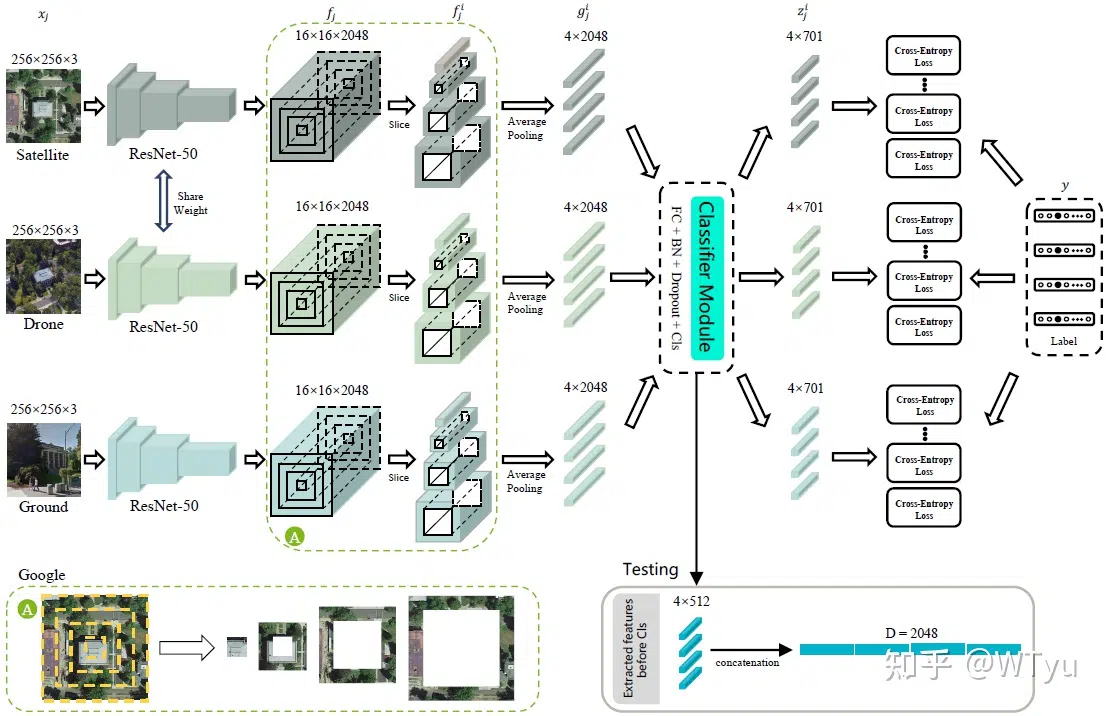 xj
fj
fji
gji
zji
256×256×3
16×16×2048
4×2048
4×701
Cross-Entropy
Loss
Cross-Entropy
Loss
Cross-Entropy
Loss
Slice
Average
Pooling
Satellite
ResNet-50
Share
Weight
y
256×256×3
16×16×2048
4×2048
4×701
Cross-Entropy
Loss
Cross-Entropy
Loss
Cross-Entropy
Loss
Slice
Average
Pooling
FC + BN + Dropout + Cls
Classifier Module
Drone
ResNet-50
Label
256×256×3
16×16×2048
4×2048
4×701
Cross-Entropy
Loss
Cross-Entropy
Loss
Cross-Entropy
Loss
Slice
Average
Pooling
Ground
ResNet-50
A
Google
A
Testing
Extracted features
before Cls
4×512
concatenation
D = 2048
知乎 @WTyu